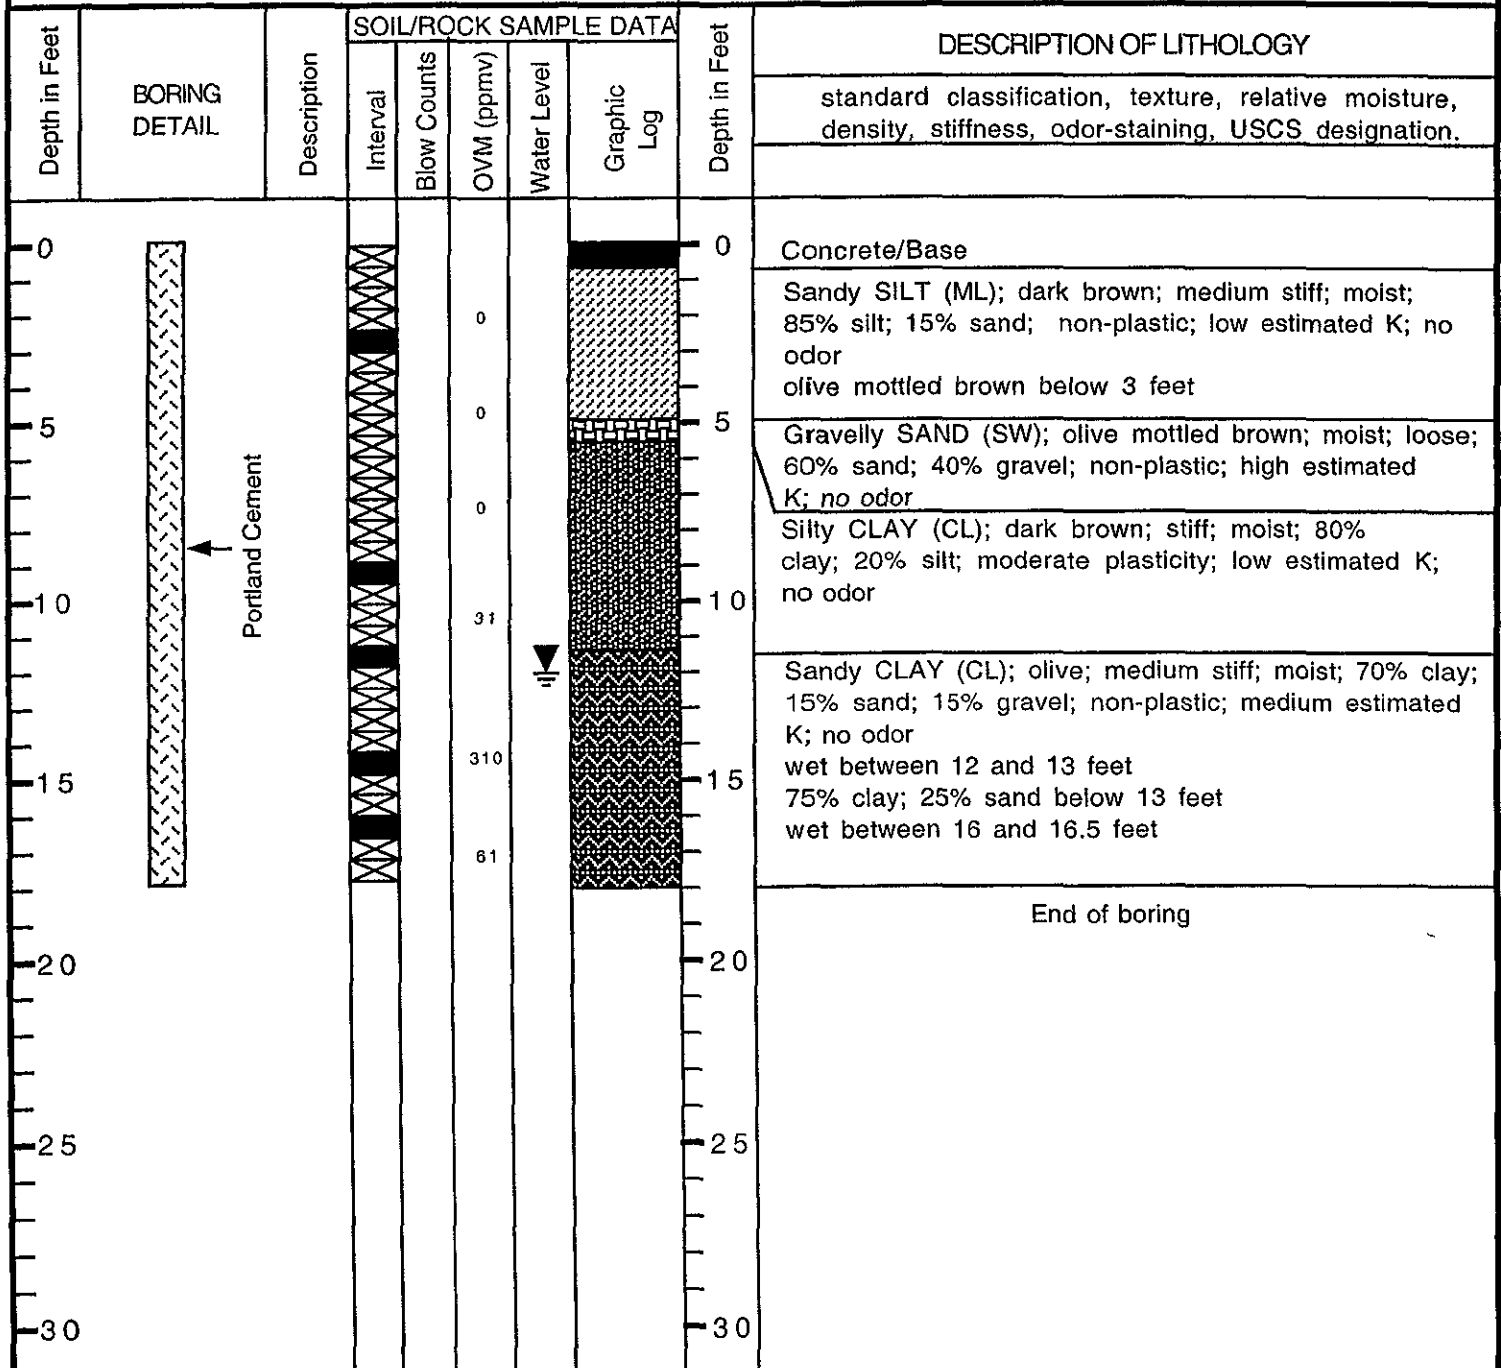 SOIL/ROCK SAMPLE DATA
Depth in Feet
BORING
DETAIL
Description
Interval
Blow Counts
OVM (ppmv)
Water Level
Graphic
Log
Depth in Feet
DESCRIPTION OF LITHOLOGY
standard classification, texture, relative moisture,
density, stiffness, odor-staining, USCS designation.
0
5
10
15
20
25
30
Portland Cement
0
0
0
31
310
61
0
5
10
15
20
25
30
Concrete/Base
Sandy SILT (ML); dark brown; medium stiff; moist;
85% silt; 15% sand; non-plastic; low estimated K; no
odor
olive mottled brown below 3 feet
Gravelly SAND (SW); olive mottled brown; moist; loose;
60% sand; 40% gravel; non-plastic; high estimated
K; no odor
Silty CLAY (CL); dark brown; stiff; moist; 80%
clay; 20% silt; moderate plasticity; low estimated K;
no odor
Sandy CLAY (CL); olive; medium stiff; moist; 70% clay;
15% sand; 15% gravel; non-plastic; medium estimated
K; no odor
wet between 12 and 13 feet
75% clay; 25% sand below 13 feet
wet between 16 and 16.5 feet
End of boring